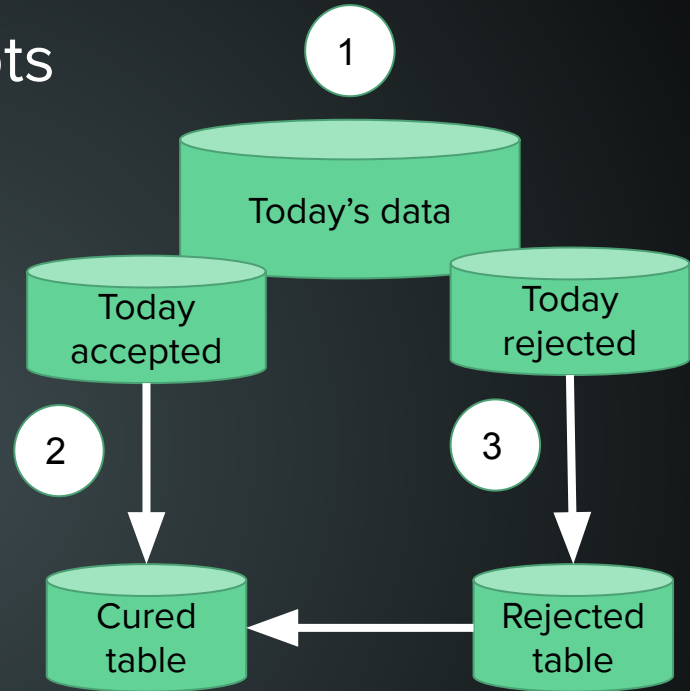 ts
1
Today’s data
Today
accepted
Today
rejected
2
3
Cured
table
Rejected
table